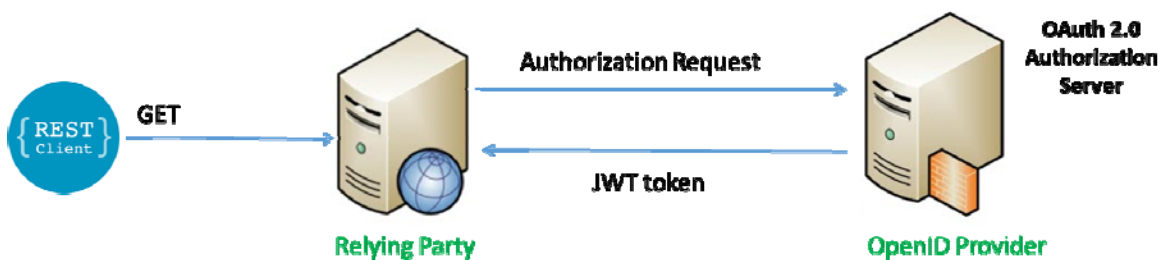 OAuth 2.0
Authorization
Server
Authorization Request
GET
{REST}
Client
JWT token
Relying Party
OpenID Provider